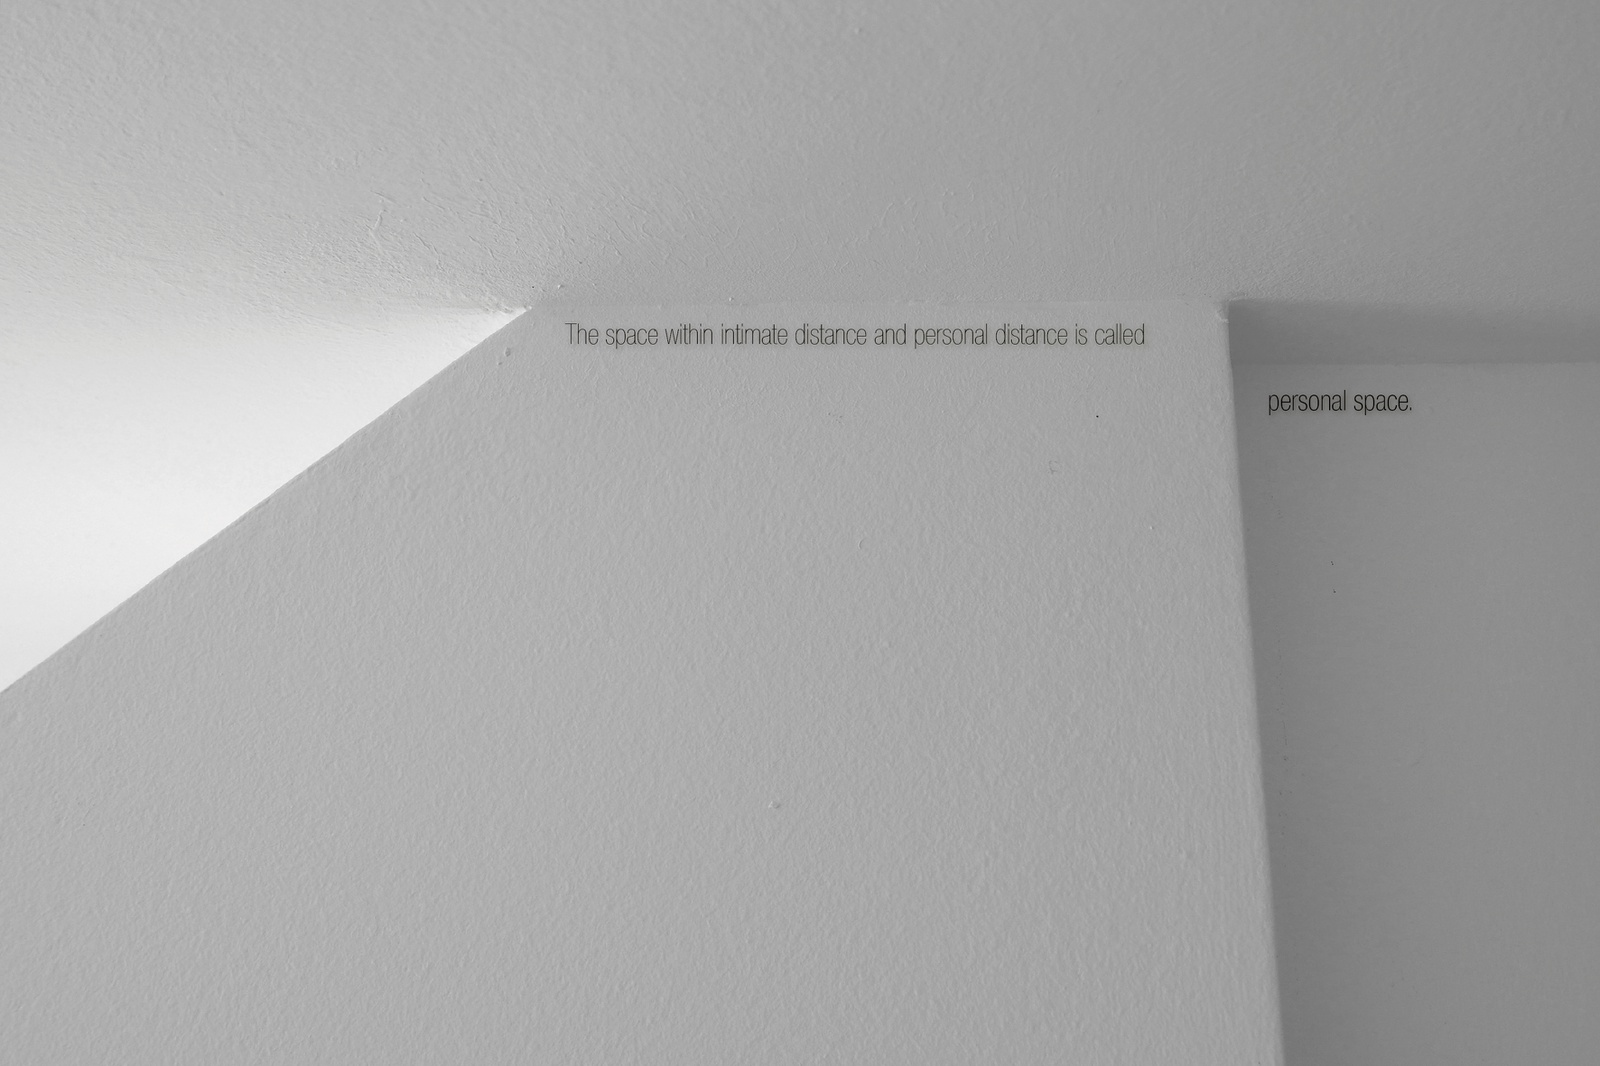 The space within intimate distance and personal distance is called
personal space.